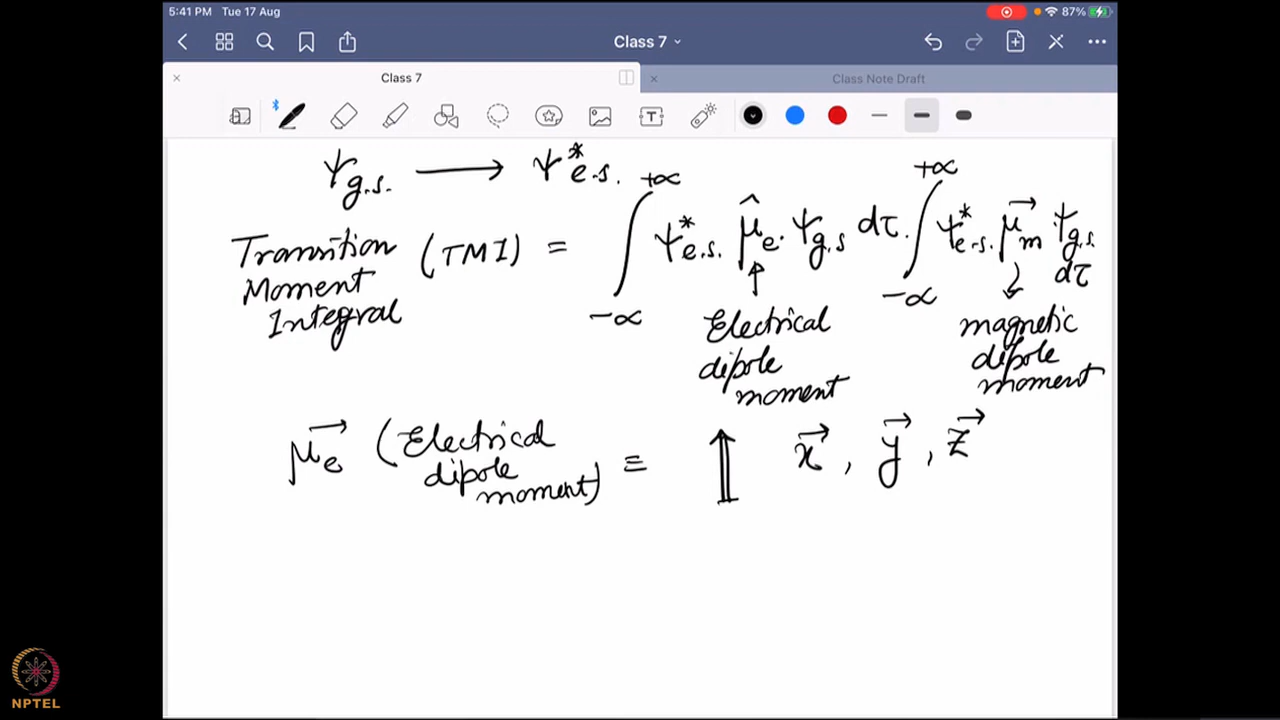 5:41 PM Tue 17 Aug 87%
Class 7
Class 7
Class Note Draft
T
Ψg.s. ⟶ Ψ*e.s.
Transition Moment Integral (TMI) = ∫_{-∝}^{+∝} Ψ*e.s. μ̂e. Ψg.s dτ. ∫_{-∝}^{+∝} Ψ*e.s. μ⃗m. Ψg.s. dτ
↑ Electrical dipole moment
↓ magnetic dipole moment
μ⃗e (Electrical dipole moment) ≡ ⇑ x⃗, y⃗, z⃗
NPTEL